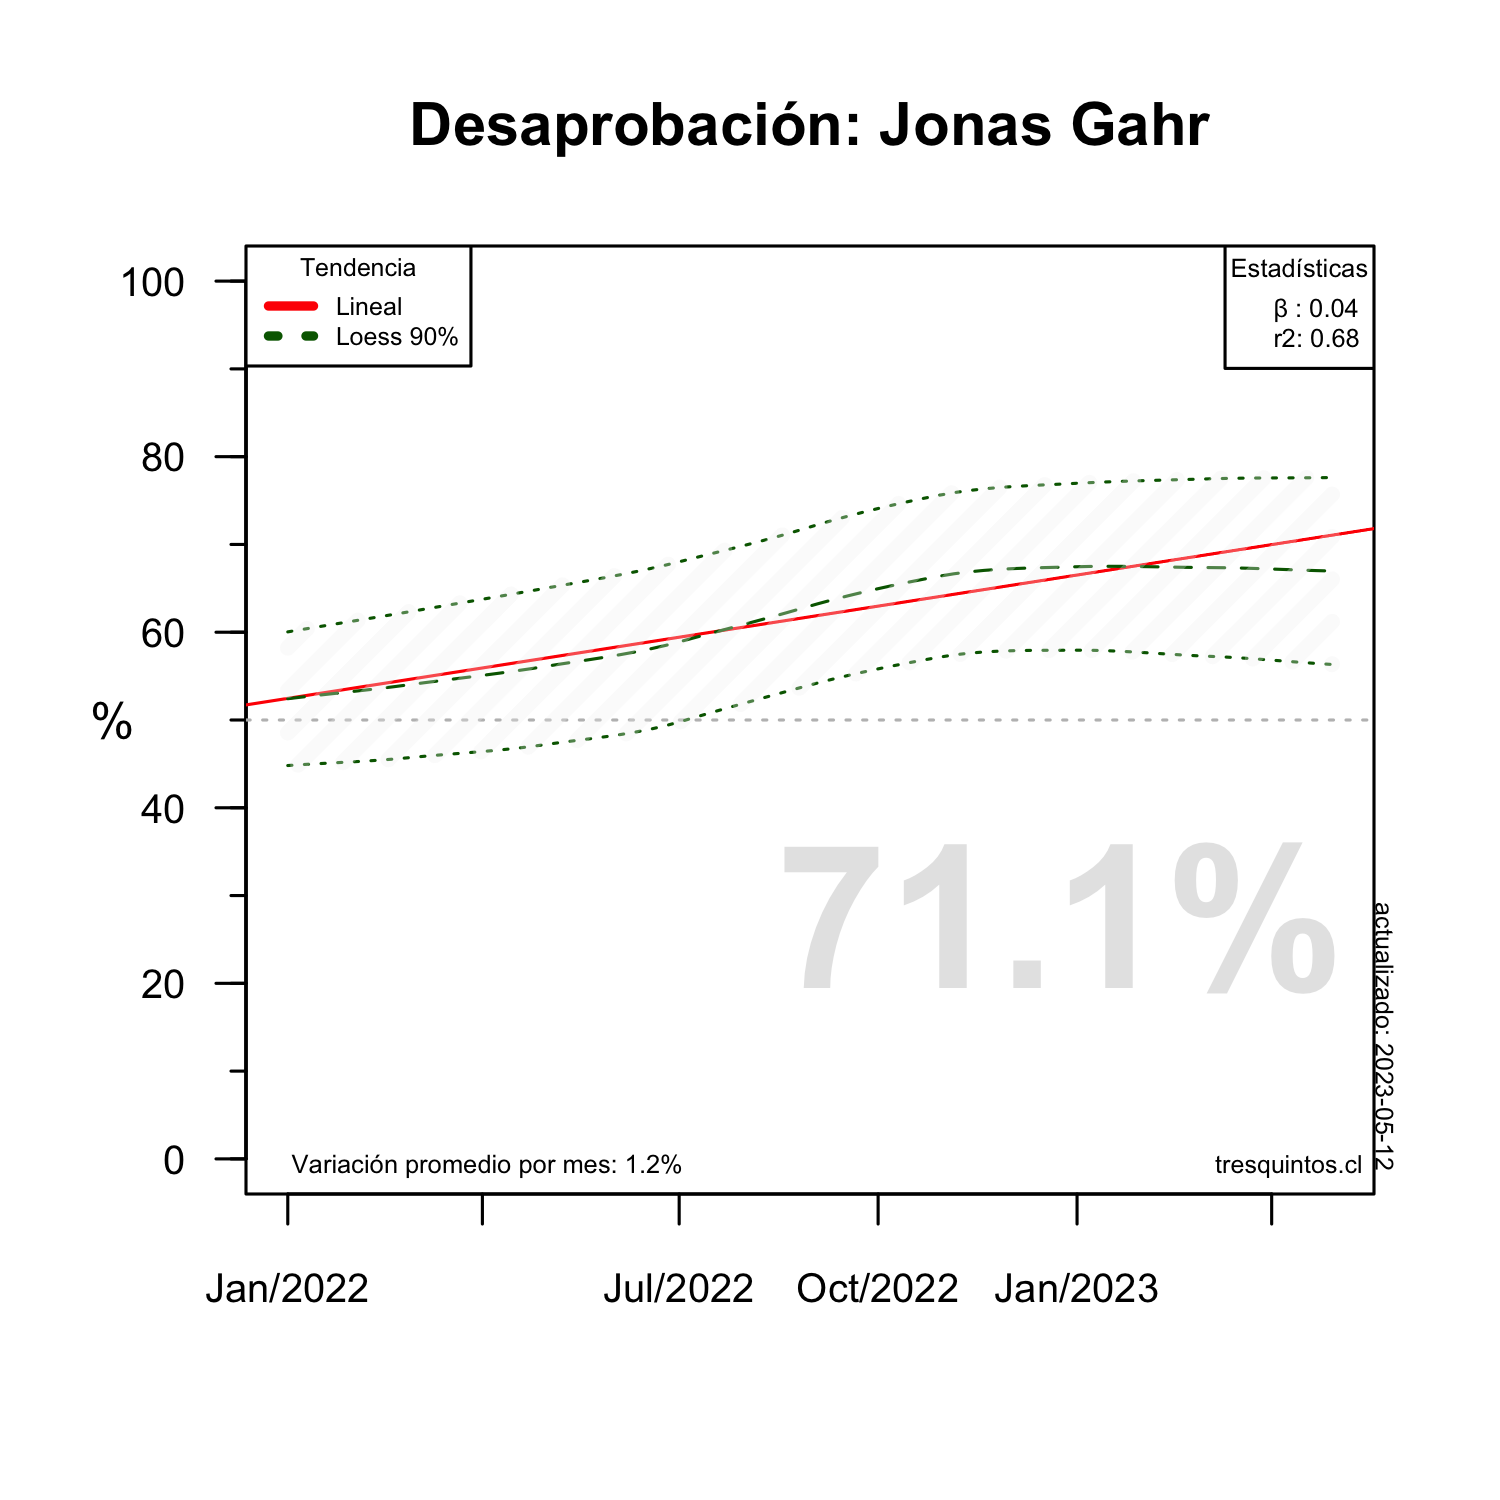 Desaprobación: Jonas Gahr
Tendencia
Lineal
Loess 90%
Estadísticas
β : 0.04
r2: 0.68
100
80
60
%
40
20
0
71.1%
actualizado: 2023-05-12
Variación promedio por mes: 1.2%
tresquintos.cl
Jan/2022
Jul/2022
Oct/2022
Jan/2023